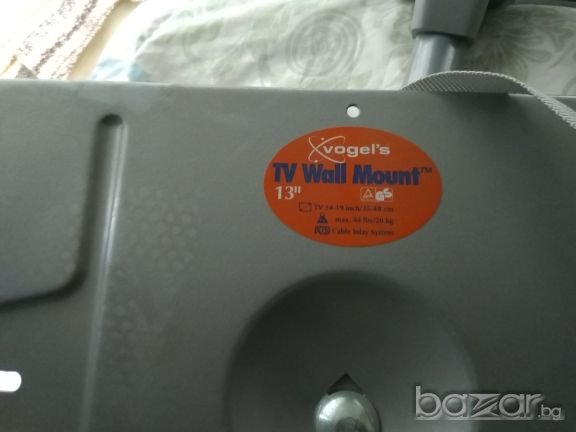 vogel's
TV Wall Mount™
13"
TV 14-19 inch/35-48 cm
max. 44 lbs/20 kg
CIS Cable Inlay System
bazar.bg